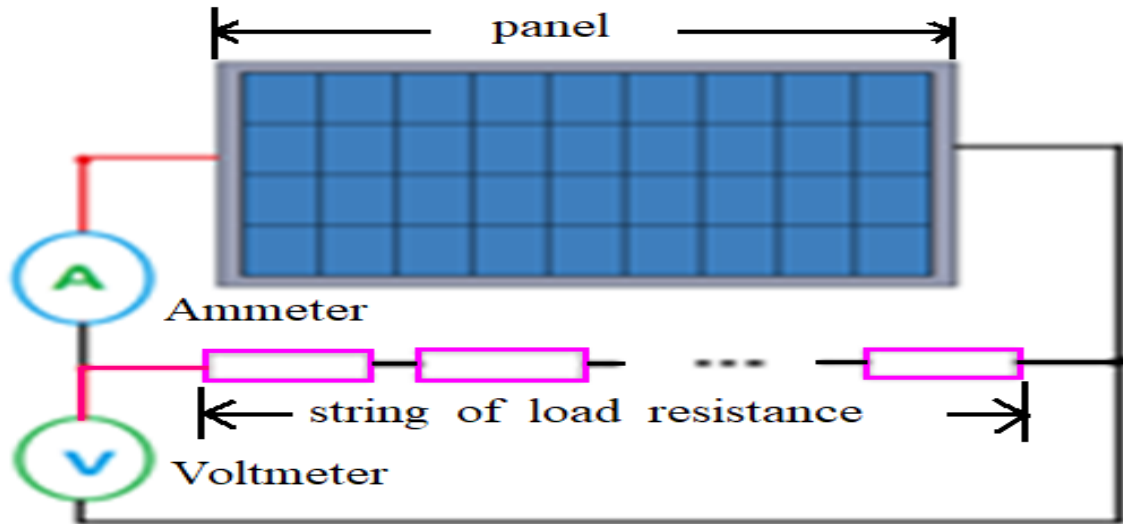 panel
A
Ammeter
string of load resistance
V
Voltmeter